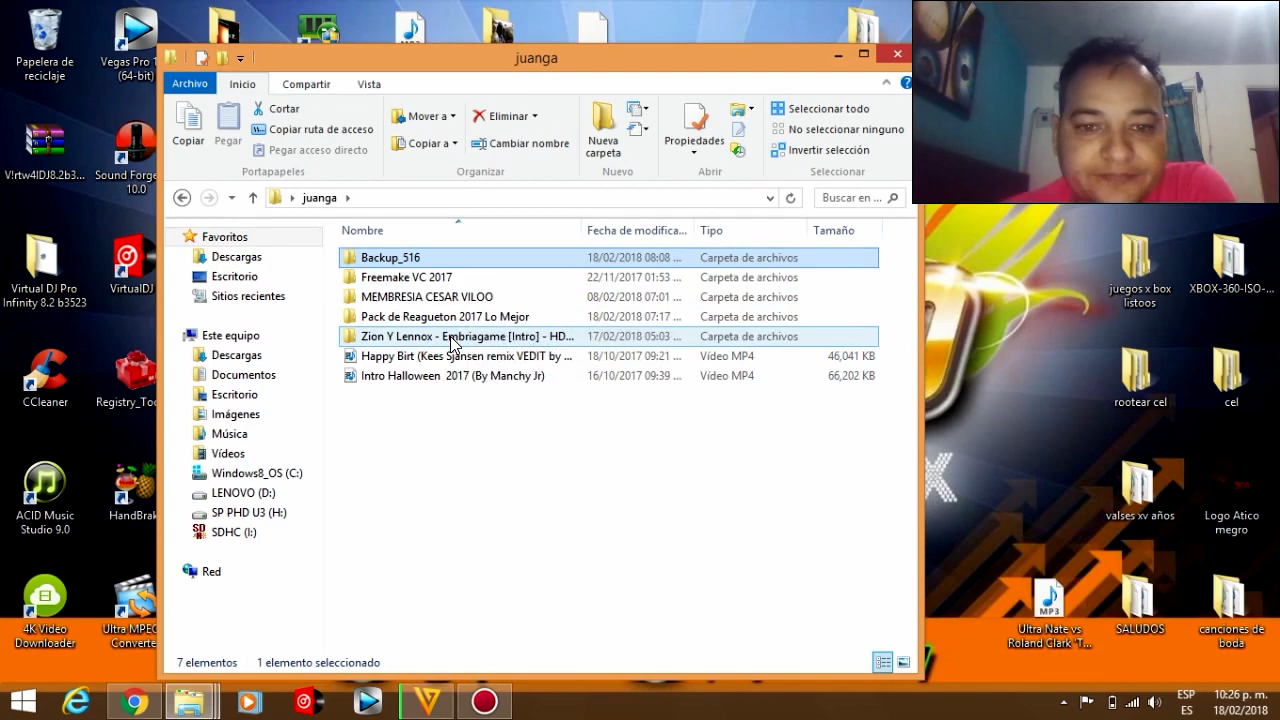 juanga
Archivo Inicio Compartir Vista
Copiar
Pegar
Cortar
Copiar ruta de acceso
Pegar acceso directo
Portapapeles
Mover a
Copiar a
Eliminar
Cambiar nombre
Organizar
Nueva
carpeta
Nuevo
Propiedades
Abrir
Seleccionar todo
No seleccionar ninguno
Invertir selección
Seleccionar
juanga
Buscar en ...
Favoritos
Descargas
Escritorio
Sitios recientes
Este equipo
Descargas
Documentos
Escritorio
Imágenes
Música
Vídeos
Windows8_OS (C:)
LENOVO (D:)
SP PHD U3 (H:)
SDHC (I:)
Red
Nombre Fecha de modifica... Tipo Tamaño
Backup_516 18/02/2018 08:08 ... Carpeta de archivos
Freemake VC 2017 22/11/2017 01:53 ... Carpeta de archivos
MEMBRESIA CESAR VILOO 08/02/2018 07:01 ... Carpeta de archivos
Pack de Reagueton 2017 Lo Mejor 18/02/2018 07:17 ... Carpeta de archivos
Zion Y Lennox - Embriagame [Intro] - HD... 17/02/2018 05:03 ... Carpeta de archivos
Happy Birt (Kees Sjansen remix VEDIT by ... 18/10/2017 09:21 ... Vídeo MP4 46,041 KB
Intro Halloween 2017 (By Manchy Jr) 16/10/2017 09:39 ... Vídeo MP4 66,202 KB
7 elementos 1 elemento seleccionado
Papelera de
reciclaje
Vegas Pro 1
(64-bit)
V!rtw4lDJ8.2b3...
Sound Forge
10.0
Virtual DJ Pro
Infinity 8.2 b3523
VirtualDJ
CCleaner
Registry_Too
ACID Music
Studio 9.0
HandBrak
4K Video
Downloader
Ultra MPEG
Converte
juegos x box
listoos
XBOX-360-ISO-...
rootear cel
cel
valses xv años
Logo Atico
megro
MP3
Ultra Nate vs
Roland Clark 'T...
SALUDOS
canciones de
boda
ESP
ES
10:26 p. m.
18/02/2018